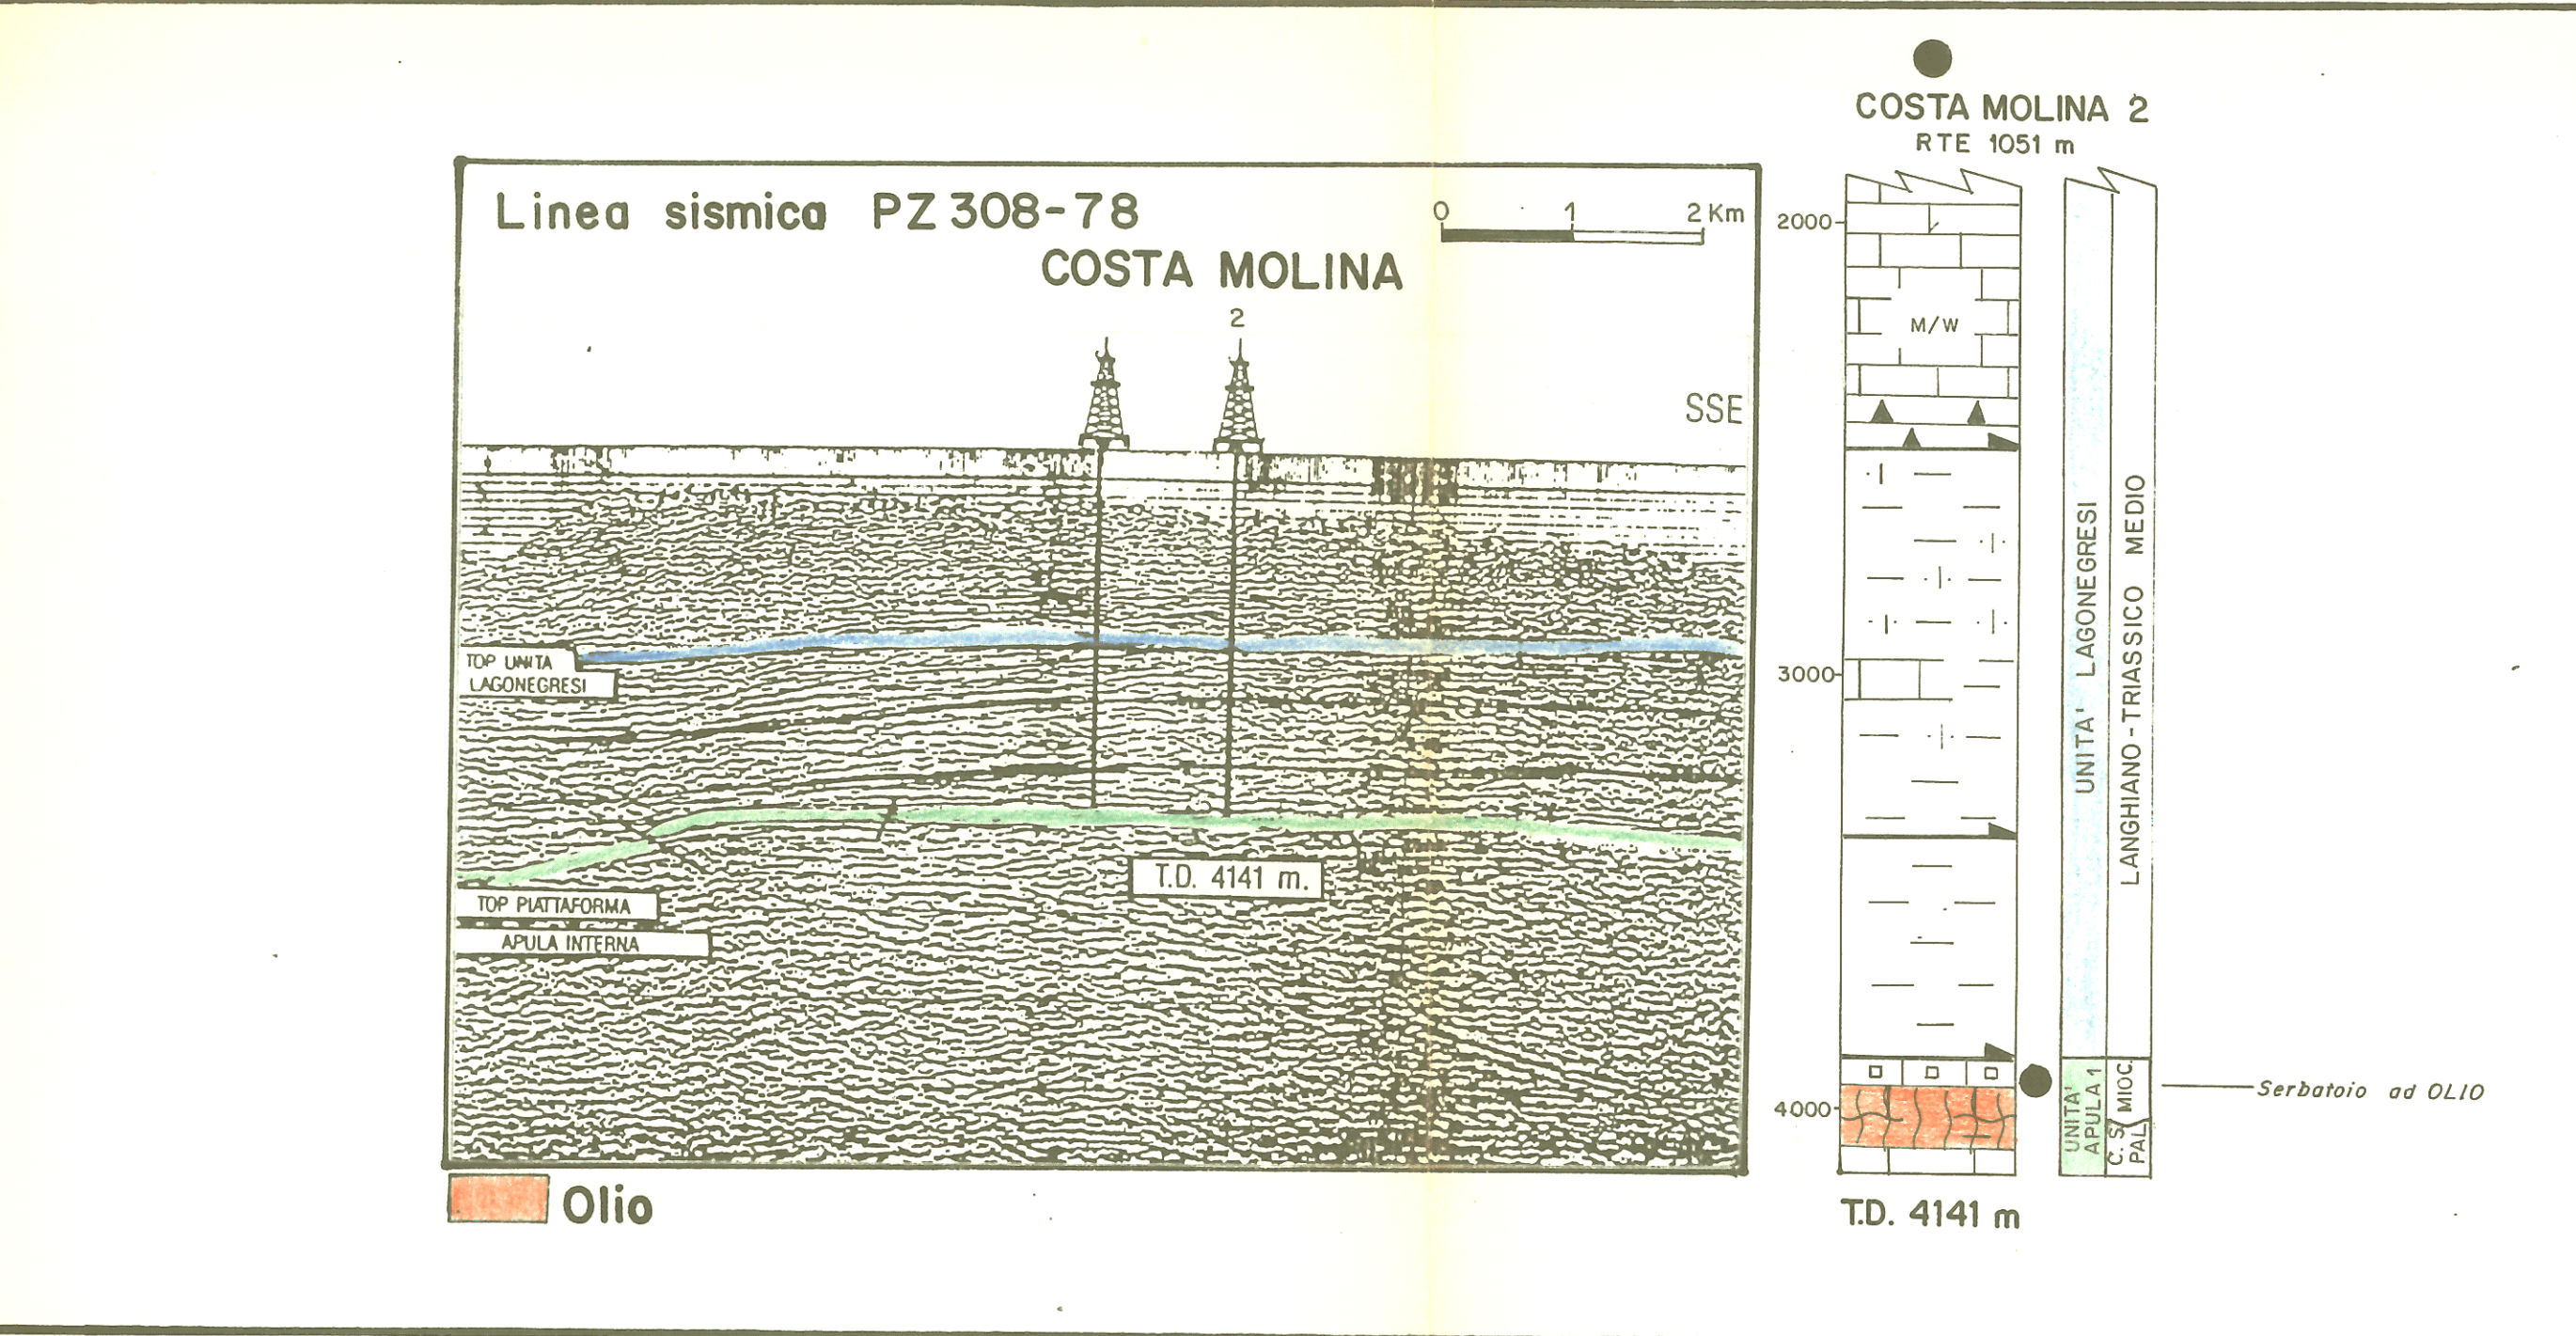 COSTA MOLINA 2
RTE 1051 m
Linea sismica PZ 308-78
0 1 2 Km
COSTA MOLINA
2
SSE
TOP UNITA
LAGONEGRESI
T.D. 4141 m.
TOP PIATTAFORMA
APULA INTERNA
Olio
2000
M/W
3000
4000
T.D. 4141 m
UNITA' LAGONEGRESI
LANGHIANO-TRIASSICO MEDIO
UNITA'
APULA 1
MIOC.
C. S.
PAL.
Serbatoio ad OLIO